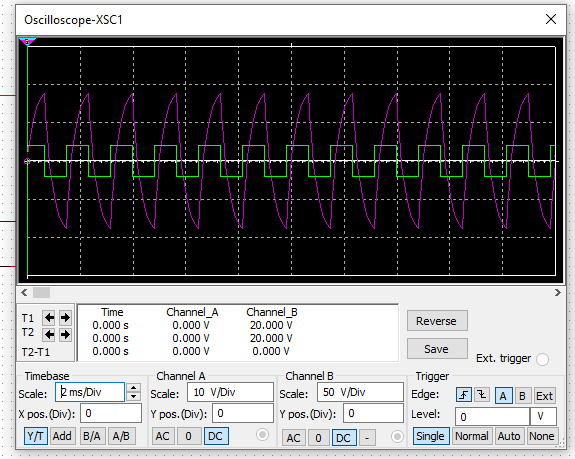 Oscilloscope-XSC1
Time Channel_A Channel_B
T1 0.000 s 0.000 V 20.000 V
T2 0.000 s 0.000 V 20.000 V
T2-T1 0.000 s 0.000 V 0.000 V
Reverse
Save
Ext. trigger
Timebase
Scale: 2 ms/Div
X pos.(Div): 0
Y/T Add B/A A/B
Channel A
Scale: 10 V/Div
Y pos.(Div): 0
AC 0 DC
Channel B
Scale: 50 V/Div
Y pos.(Div): 0
AC 0 DC -
Trigger
Edge: A B Ext
Level: 0 V
Single Normal Auto None